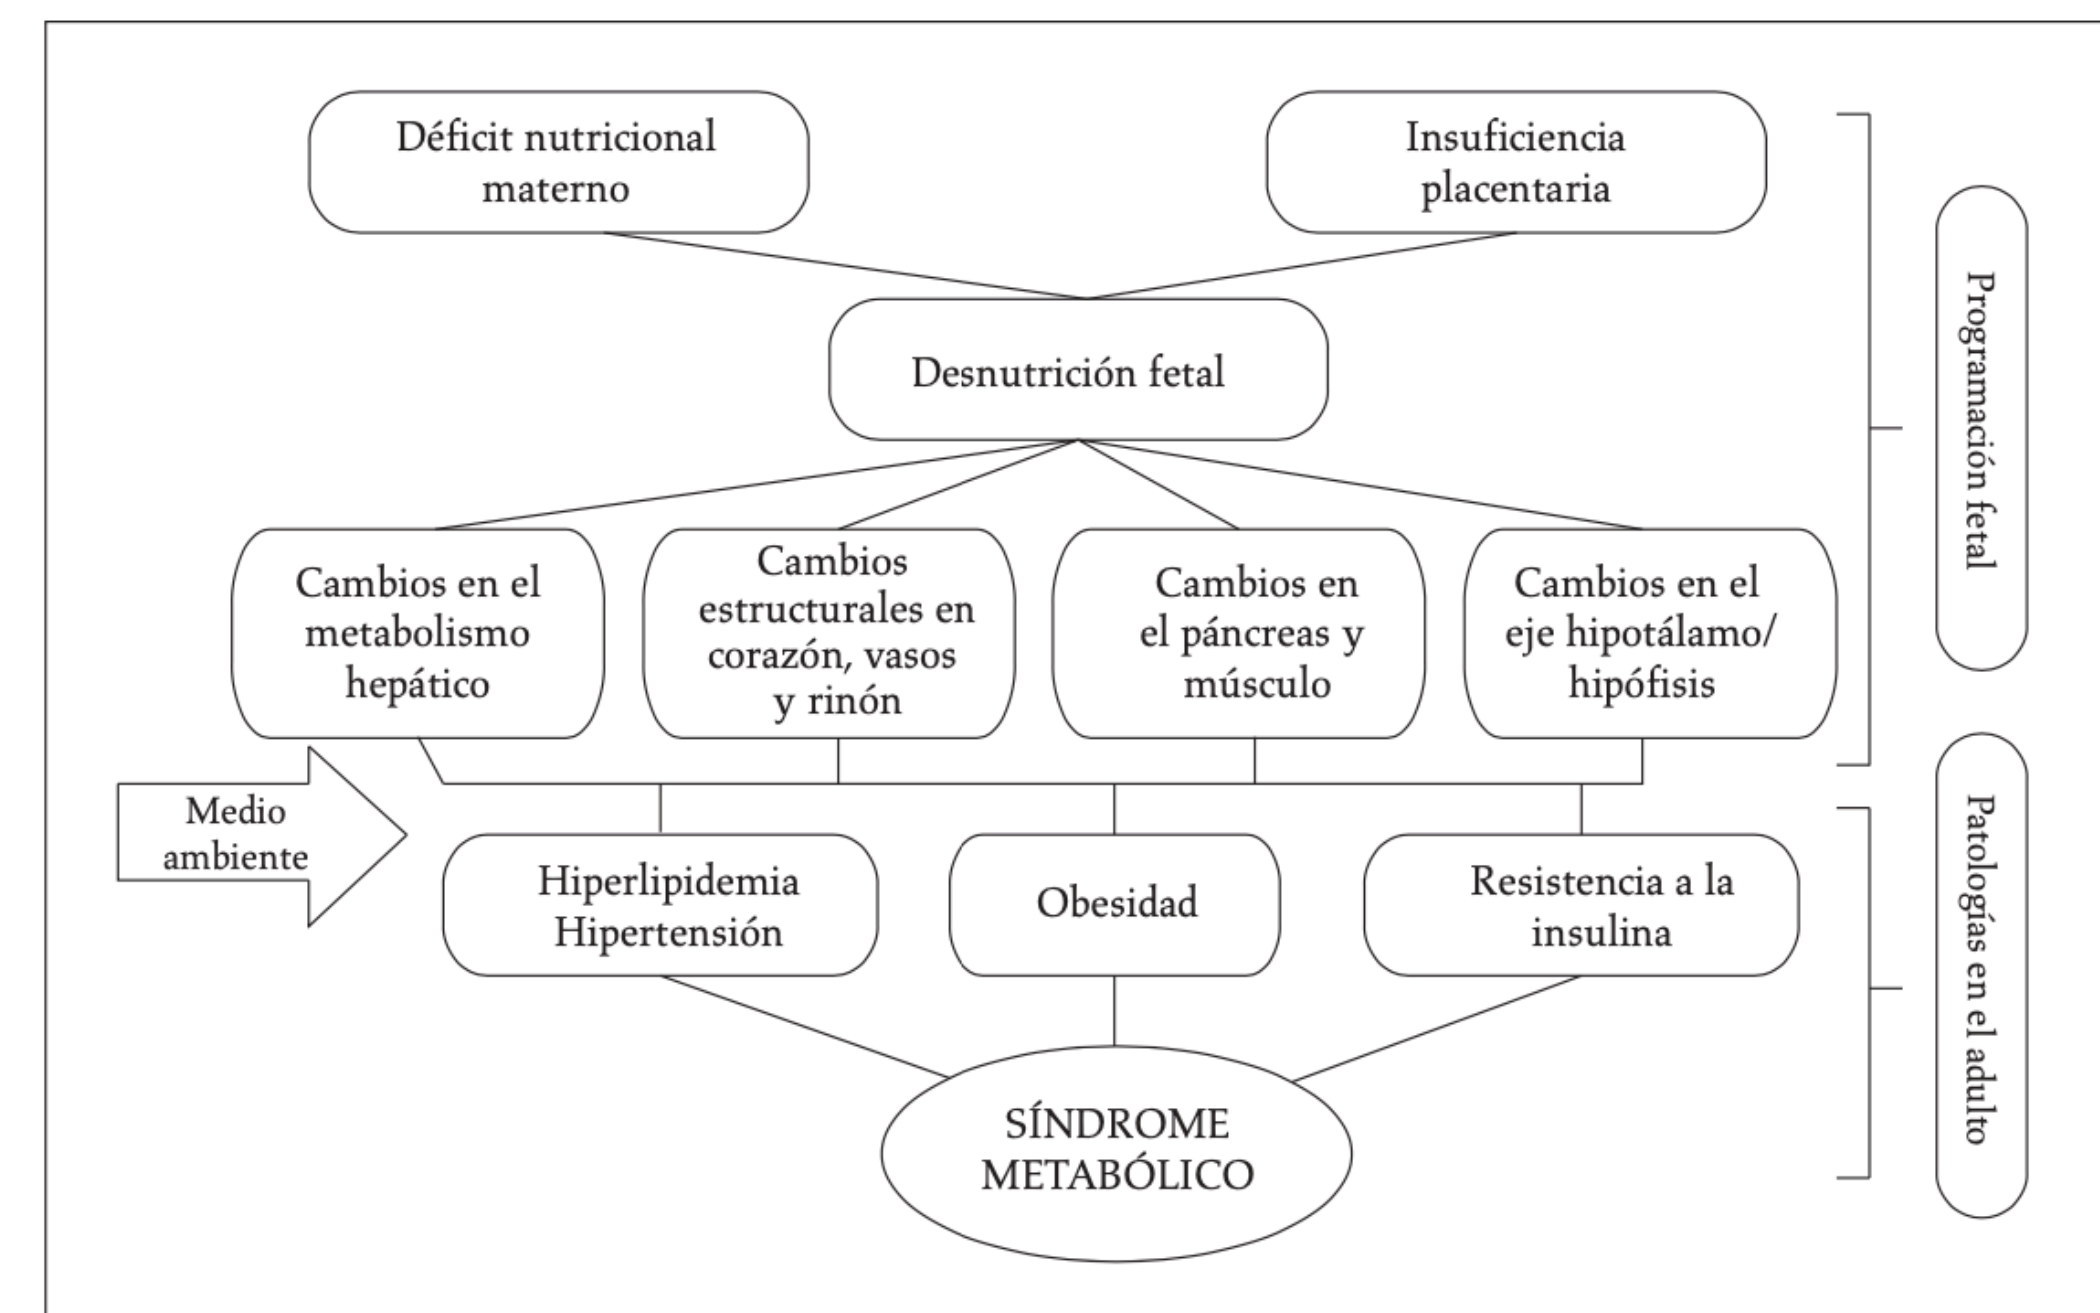 Déficit nutricional
materno
Insuficiencia
placentaria
Desnutrición fetal
Cambios en el
metabolismo
hepático
Cambios
estructurales en
corazón, vasos
y rinón
Cambios en
el páncreas y
músculo
Cambios en el
eje hipotálamo/
hipófisis
Programación fetal
Medio
ambiente
Hiperlipidemia
Hipertensión
Obesidad
Resistencia a la
insulina
SÍNDROME
METABÓLICO
Patologías en el adulto